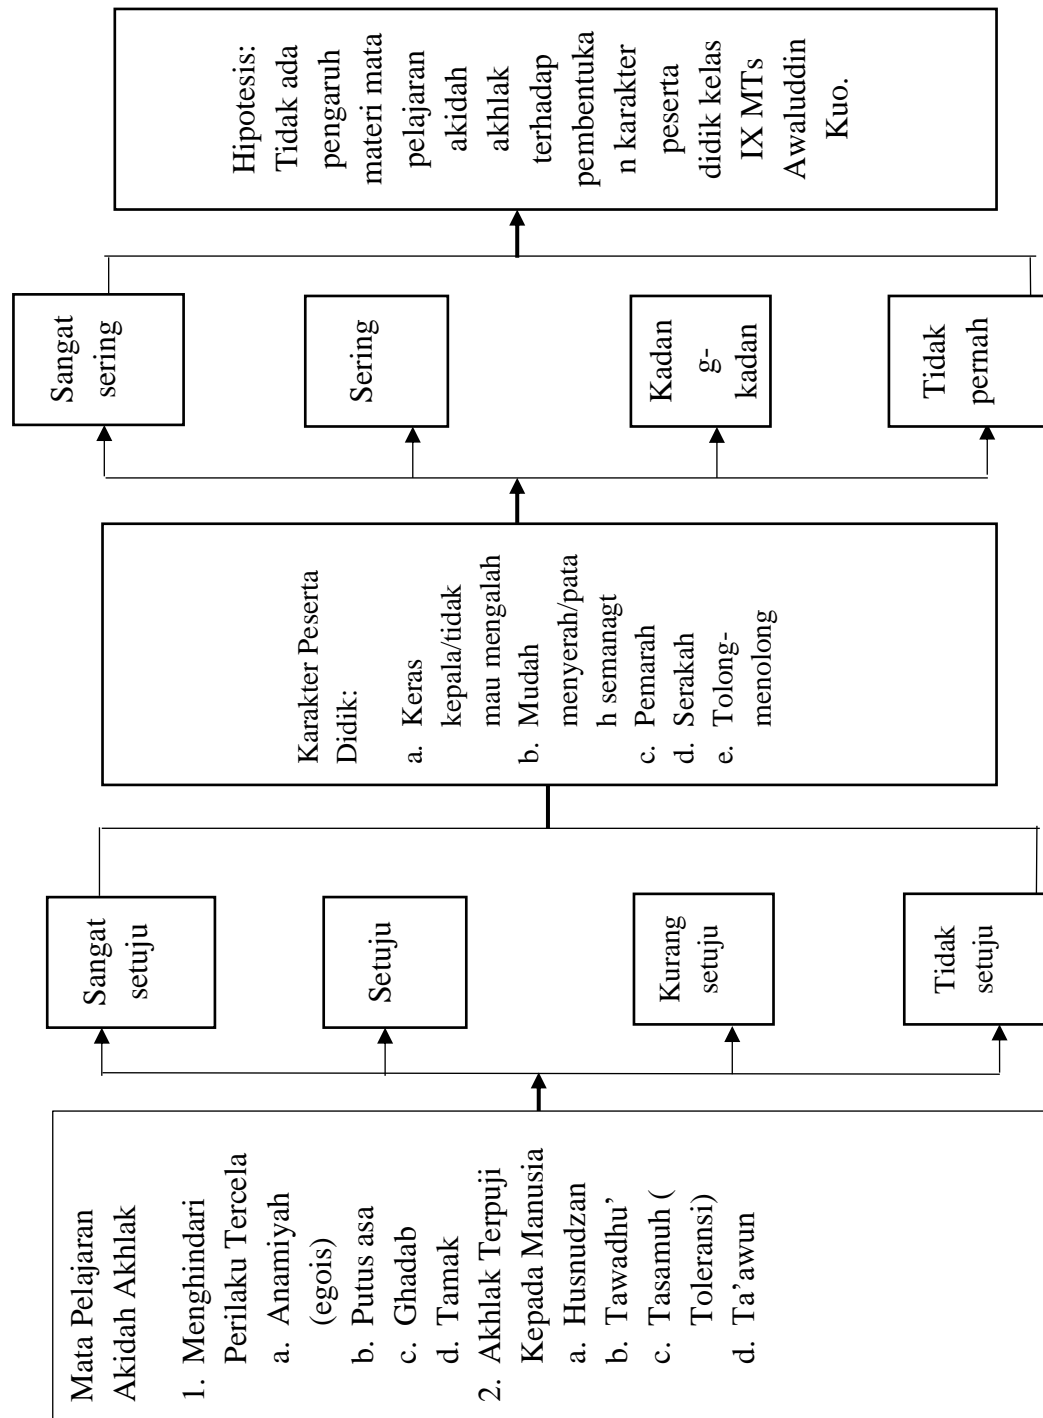 Mata Pelajaran
Akidah Akhlak
1. Menghindari
Perilaku Tercela
a. Anamiyah
(egois)
b. Putus asa
c. Ghadab
d. Tamak
2. Akhlak Terpuji
Kepada Manusia
a. Husnudzan
b. Tawadhu’
c. Tasamuh (
Toleransi)
d. Ta’awun
Sangat
setuju
Setuju
Kurang
setuju
Tidak
setuju
Karakter Peserta
Didik:
a. Keras
kepala/tidak
mau mengalah
b. Mudah
menyerah/pata
h semanagt
c. Pemarah
d. Serakah
e. Tolong-
menolong
Sangat
sering
Sering
Kadan
g-
kadan
Tidak
pernah
Hipotesis:
Tidak ada
pengaruh
materi mata
pelajaran
akidah
akhlak
terhadap
pembentuka
n karakter
peserta
didik kelas
IX MTs
Awaluddin
Kuo.